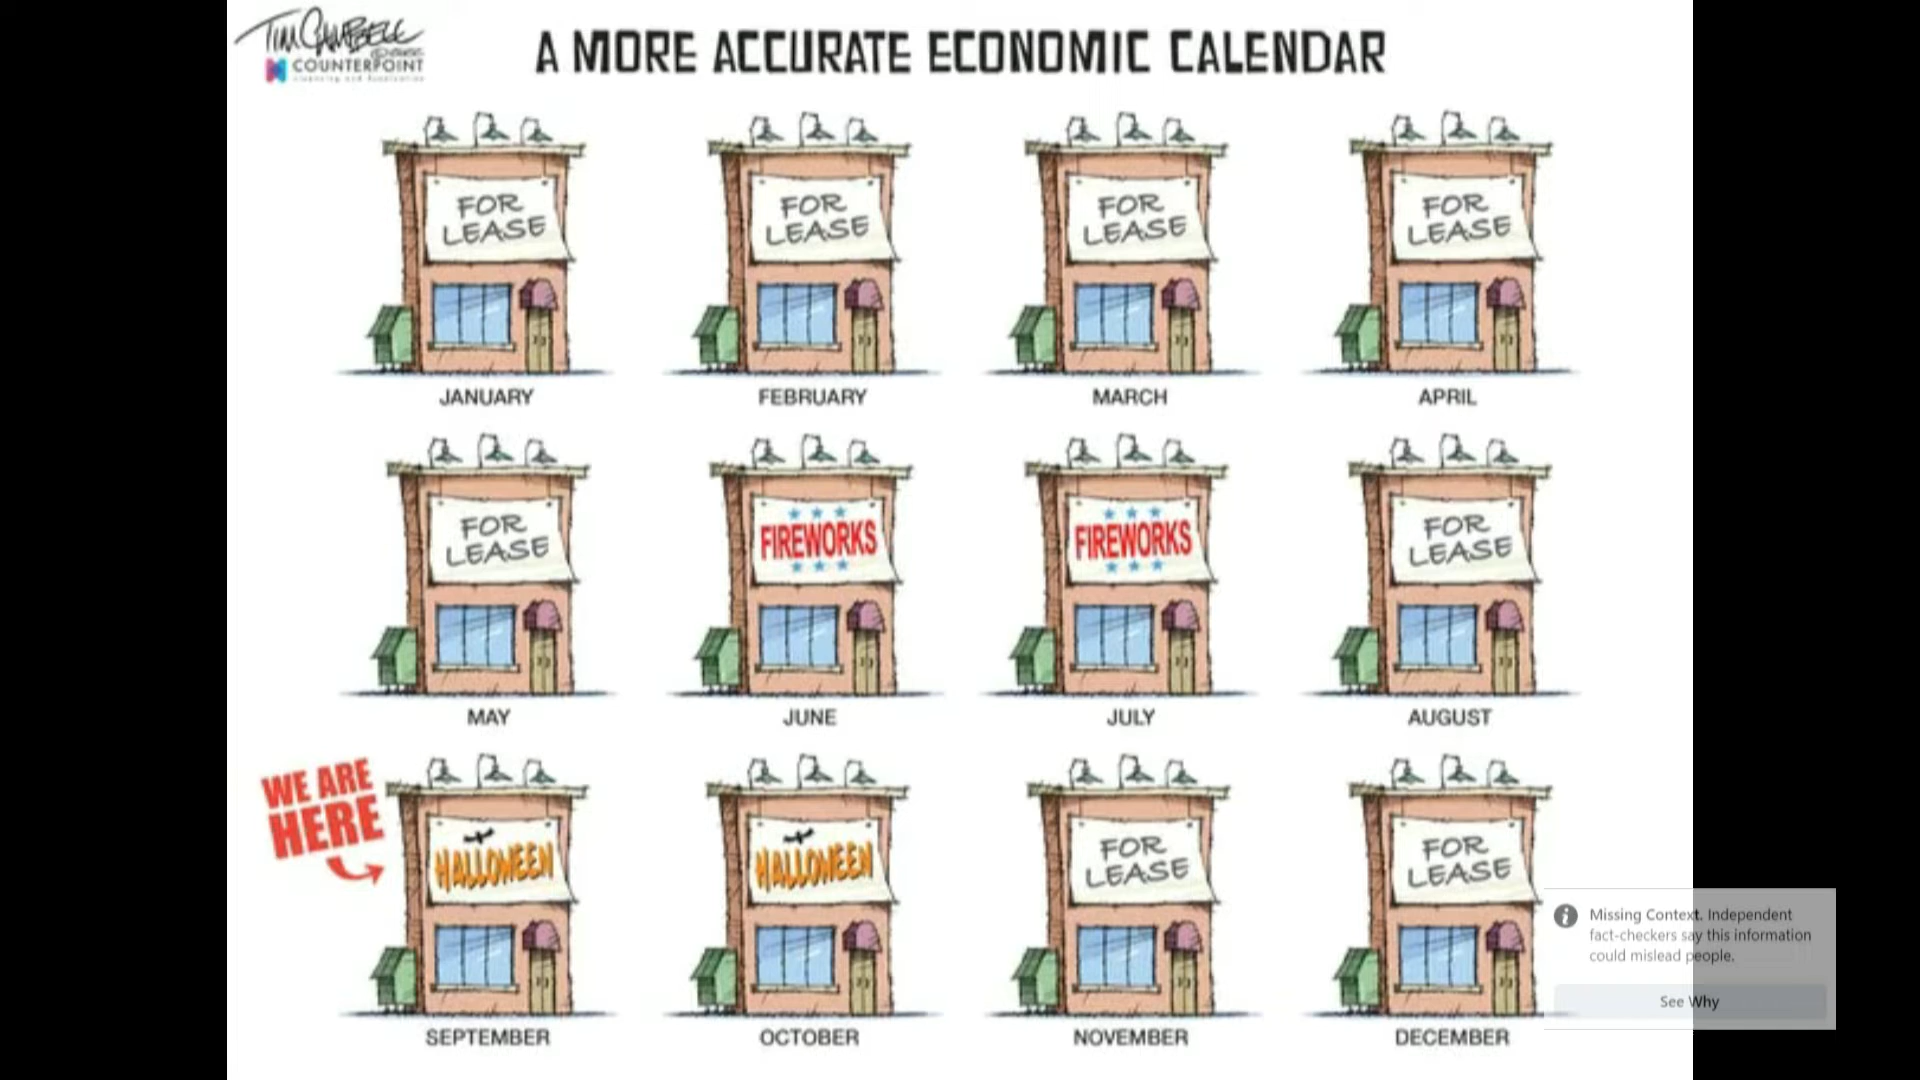 TIM CAMPBELL
COUNTERPOINT
A MORE ACCURATE ECONOMIC CALENDAR
FOR
LEASE
JANUARY
FOR
LEASE
FEBRUARY
FOR
LEASE
MARCH
FOR
LEASE
APRIL
FOR
LEASE
MAY
FIREWORKS
JUNE
FIREWORKS
JULY
FOR
LEASE
AUGUST
WE ARE
HERE
HALLOWEEN
SEPTEMBER
HALLOWEEN
OCTOBER
FOR
LEASE
NOVEMBER
FOR
LEASE
DECEMBER
Missing Context. Independent
fact-checkers say this information
could mislead people.
See Why